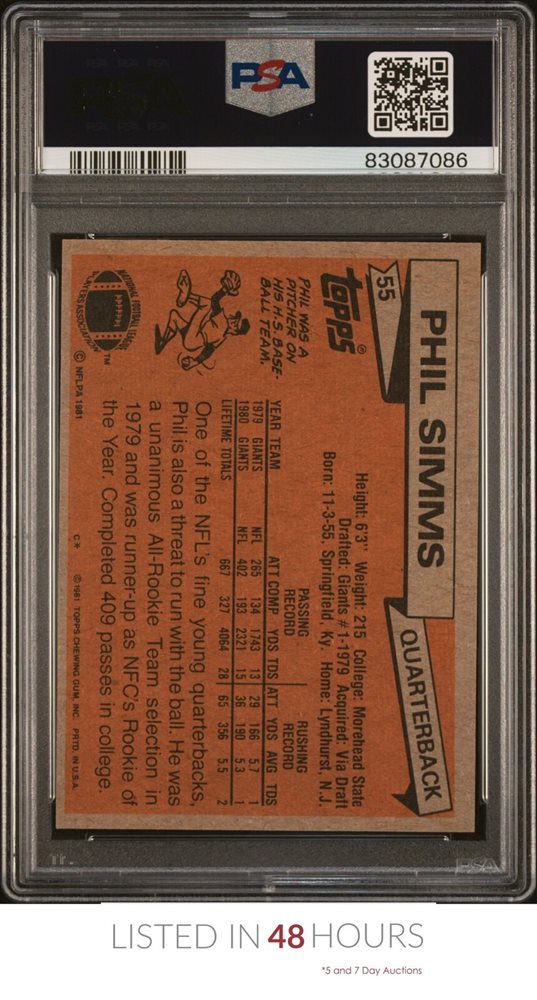 PSA
83087086
55
PHIL SIMMS
QUARTERBACK
topps®
Height: 6'3" Weight: 215 College: Morehead State
Drafted: Giants #1-1979 Acquired: Via Draft
Born: 11-3-55, Springfield, Ky. Home: Lyndhurst, N.J.
PHIL WAS A
PITCHER ON
HIS H.S. BASE-
BALL TEAM.
PASSING RECORD
RUSHING RECORD
YEAR TEAM ATT COMP YDS TDS ATT YDS AVG TDS
1979 GIANTS NFL 265 134 1743 13 29 166 5.7 1
1980 GIANTS NFL 402 193 2321 15 36 190 5.3 1
LIFETIME TOTALS 667 327 4064 28 65 356 5.5 2
One of the NFL's fine young quarterbacks,
Phil is also a threat to run with the ball. He was
a unanimous All-Rookie Team selection in
1979 and was runner-up as NFC's Rookie of
the Year. Completed 409 passes in college.
NATIONAL FOOTBALL LEAGUE
PLAYERS ASSOCIATION
TM
© NFLPA 1981
C*
© 1981 TOPPS CHEWING GUM, INC. PRTD. IN U.S.A.
PSA
LISTED IN 48 HOURS
*5 and 7 Day Auctions